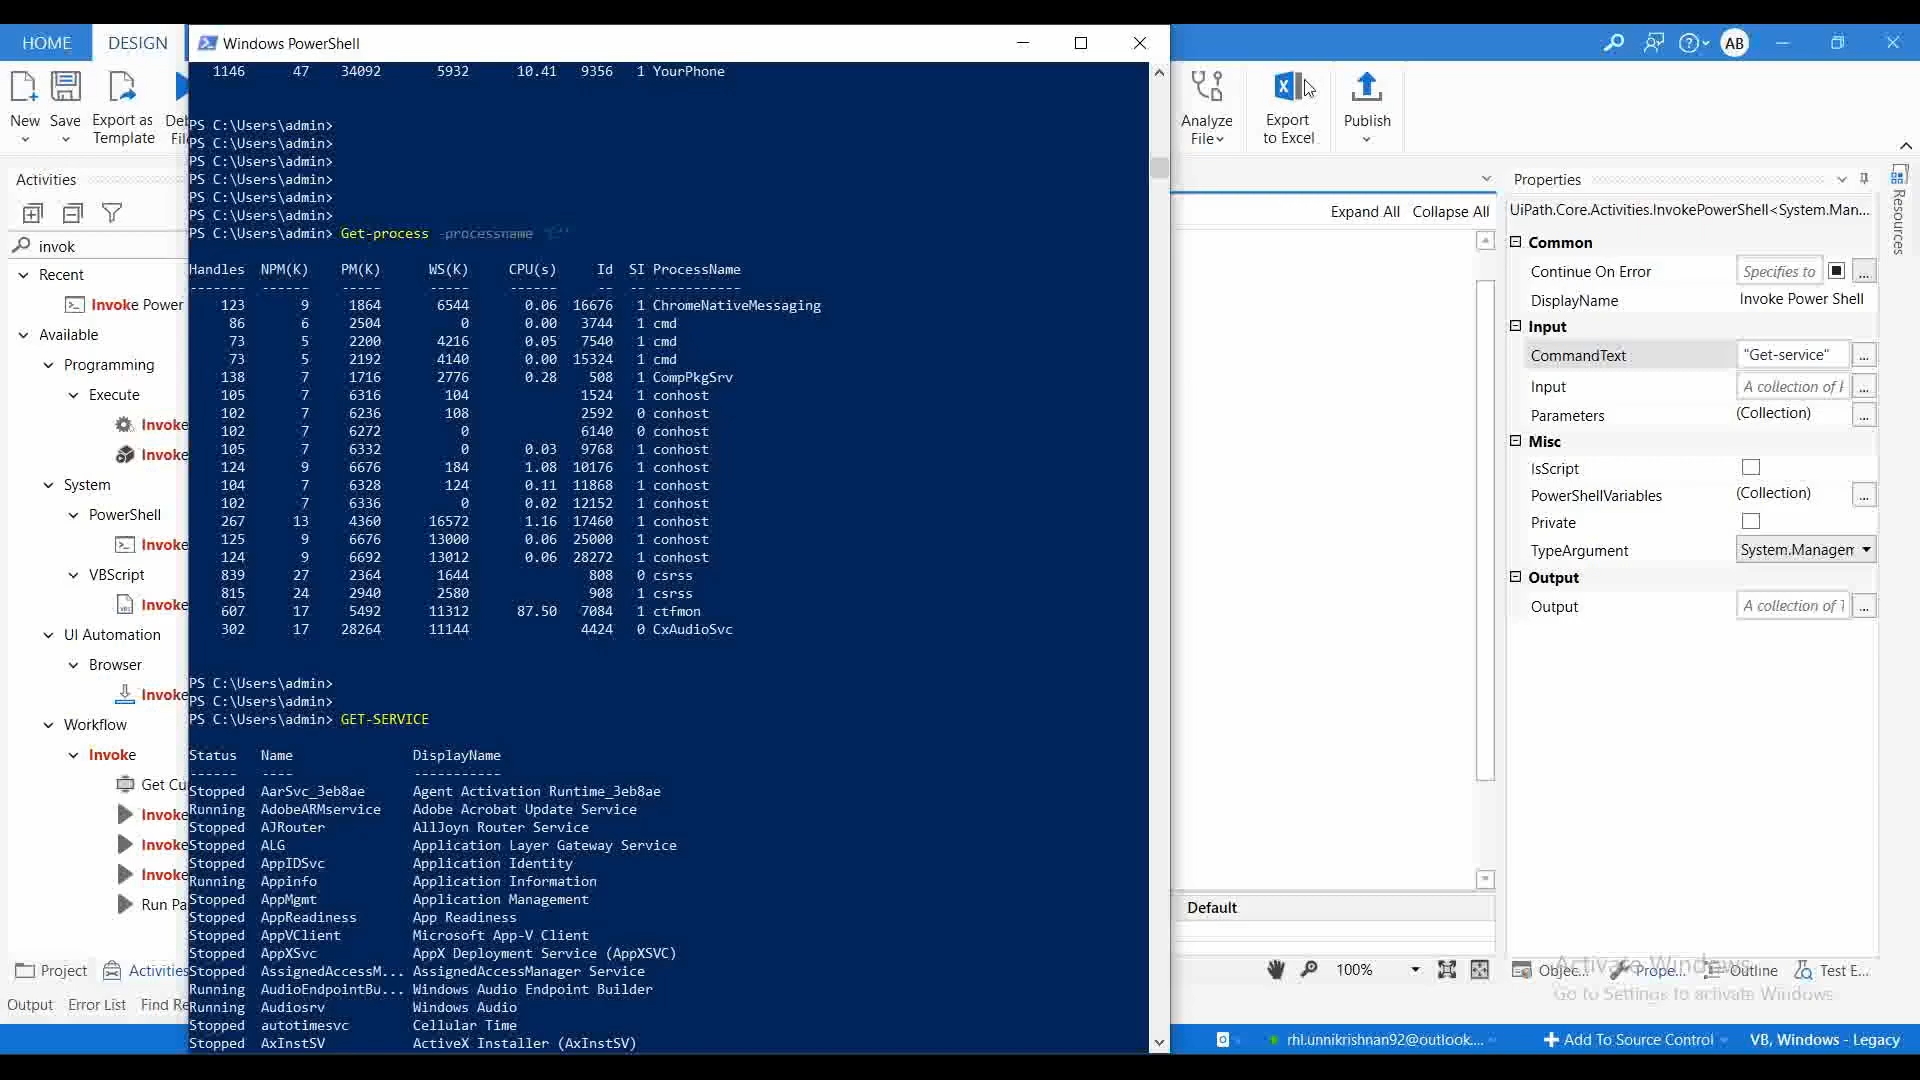 HOME DESIGN
Windows PowerShell
AB
New
Save
Export as
Template
Analyze
File
Export
to Excel
Publish
Activities
invok
Recent
Invoke Power
Available
Programming
Execute
Invoke
Invoke
System
PowerShell
Invoke
VBScript
Invoke
UI Automation
Browser
Invoke
Workflow
Invoke
Get Cu
Invoke
Invoke
Invoke
Run Pa
Project Activities
Output Error List Find Re
1146 47 34092 5932 10.41 9356 1 YourPhone
PS C:\Users\admin>
PS C:\Users\admin>
PS C:\Users\admin>
PS C:\Users\admin>
PS C:\Users\admin>
PS C:\Users\admin>
PS C:\Users\admin> Get-process -processname
Handles NPM(K) PM(K) WS(K) CPU(s) Id SI ProcessName
------- ------ ----- ----- ------ -- -- -----------
123 9 1864 6544 0.06 16676 1 ChromeNativeMessaging
86 6 2504 0 0.00 3744 1 cmd
73 5 2200 4216 0.05 7540 1 cmd
73 5 2192 4140 0.00 15324 1 cmd
138 7 1716 2776 0.28 508 1 CompPkgSrv
105 7 6316 104 1524 1 conhost
102 7 6236 108 2592 0 conhost
102 7 6272 0 6140 0 conhost
105 7 6332 0 0.03 9768 1 conhost
124 9 6676 184 1.08 10176 1 conhost
104 7 6328 124 0.11 11868 1 conhost
102 7 6336 0 0.02 12152 1 conhost
267 13 4360 16572 1.16 17460 1 conhost
125 9 6676 13000 0.06 25000 1 conhost
124 9 6692 13012 0.06 28272 1 conhost
839 27 2364 1644 808 0 csrss
815 24 2940 2580 908 1 csrss
607 17 5492 11312 87.50 7084 1 ctfmon
302 17 28264 11144 4424 0 CxAudioSvc
PS C:\Users\admin>
PS C:\Users\admin>
PS C:\Users\admin> GET-SERVICE
Status Name DisplayName
------ ---- -----------
Stopped AarSvc_3eb8ae Agent Activation Runtime_3eb8ae
Running AdobeARMservice Adobe Acrobat Update Service
Stopped AJRouter AllJoyn Router Service
Stopped ALG Application Layer Gateway Service
Stopped AppIDSvc Application Identity
Running Appinfo Application Information
Stopped AppMgmt Application Management
Stopped AppReadiness App Readiness
Stopped AppVClient Microsoft App-V Client
Stopped AppXSvc AppX Deployment Service (AppXSVC)
Stopped AssignedAccessM... AssignedAccessManager Service
Running AudioEndpointBu... Windows Audio Endpoint Builder
Running Audiosrv Windows Audio
Stopped autotimesvc Cellular Time
Stopped AxInstSV ActiveX Installer (AxInstSV)
Expand All Collapse All
Default
100%
Properties
UiPath.Core.Activities.InvokePowerShell<System.Man...
Common
Continue On Error Specifies to ...
DisplayName Invoke Power Shell
Input
CommandText "Get-service" ...
Input A collection of ...
Parameters (Collection) ...
Misc
IsScript
PowerShellVariables (Collection) ...
Private
TypeArgument System.Managem
Output
Output A collection of ...
Resources
Activate Windows
Go to Settings to activate Windows.
Objec... Prope... Outline Test E...
rhl.unnikrishnan92@outlook.... Add To Source Control VB, Windows - Legacy